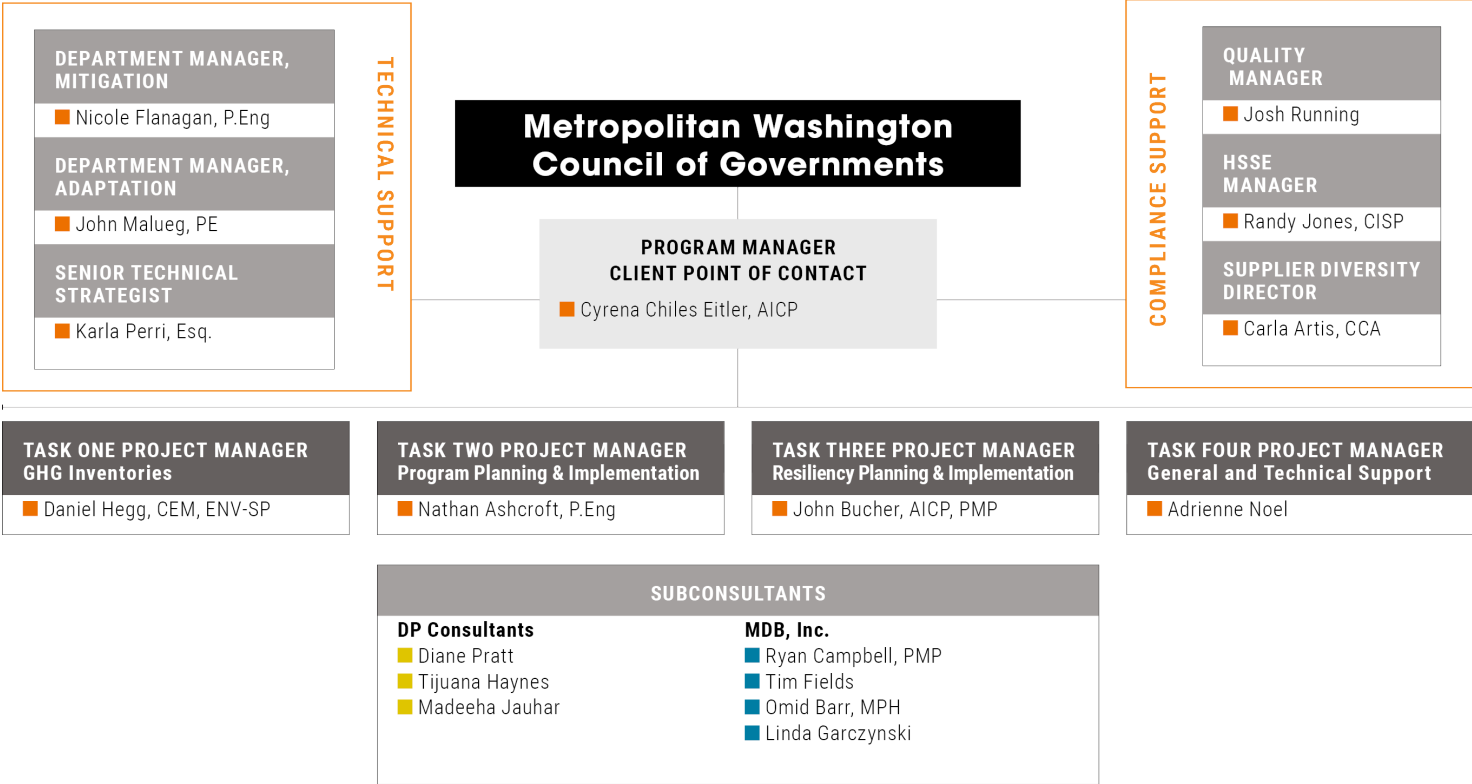 DEPARTMENT MANAGER,
MITIGATION
Nicole Flanagan, P.Eng
DEPARTMENT MANAGER,
ADAPTATION
John Malueg, PE
SENIOR TECHNICAL
STRATEGIST
Karla Perri, Esq.
TECHNICAL SUPPORT
Metropolitan Washington
Council of Governments
PROGRAM MANAGER
CLIENT POINT OF CONTACT
Cyrena Chiles Eitler, AICP
COMPLIANCE SUPPORT
QUALITY
MANAGER
Josh Running
HSSE
MANAGER
Randy Jones, CISP
SUPPLIER DIVERSITY
DIRECTOR
Carla Artis, CCA
TASK ONE PROJECT MANAGER
GHG Inventories
Daniel Hegg, CEM, ENV-SP
TASK TWO PROJECT MANAGER
Program Planning & Implementation
Nathan Ashcroft, P.Eng
TASK THREE PROJECT MANAGER
Resiliency Planning & Implementation
John Bucher, AICP, PMP
TASK FOUR PROJECT MANAGER
General and Technical Support
Adrienne Noel
SUBCONSULTANTS
DP Consultants
Diane Pratt
Tijuana Haynes
Madeeha Jauhar
MDB, Inc.
Ryan Campbell, PMP
Tim Fields
Omid Barr, MPH
Linda Garczynski